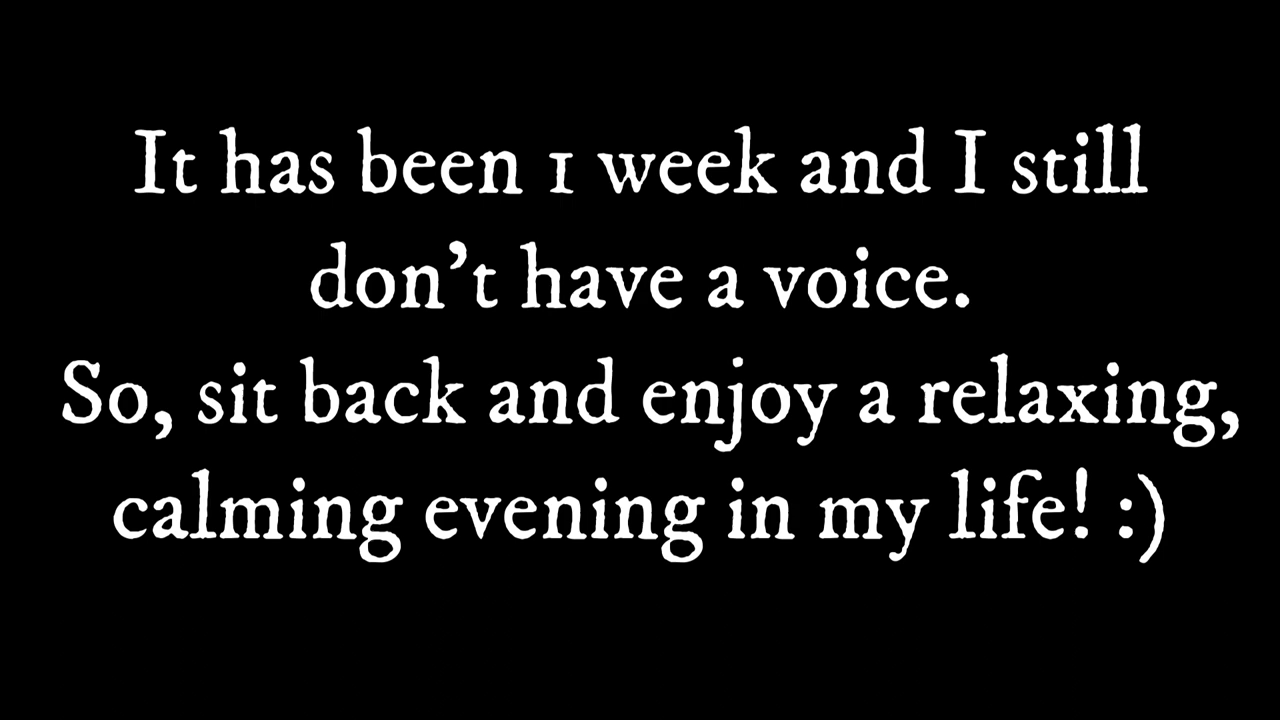 It has been 1 week and I still
don't have a voice.
So, sit back and enjoy a relaxing,
calming evening in my life! :)